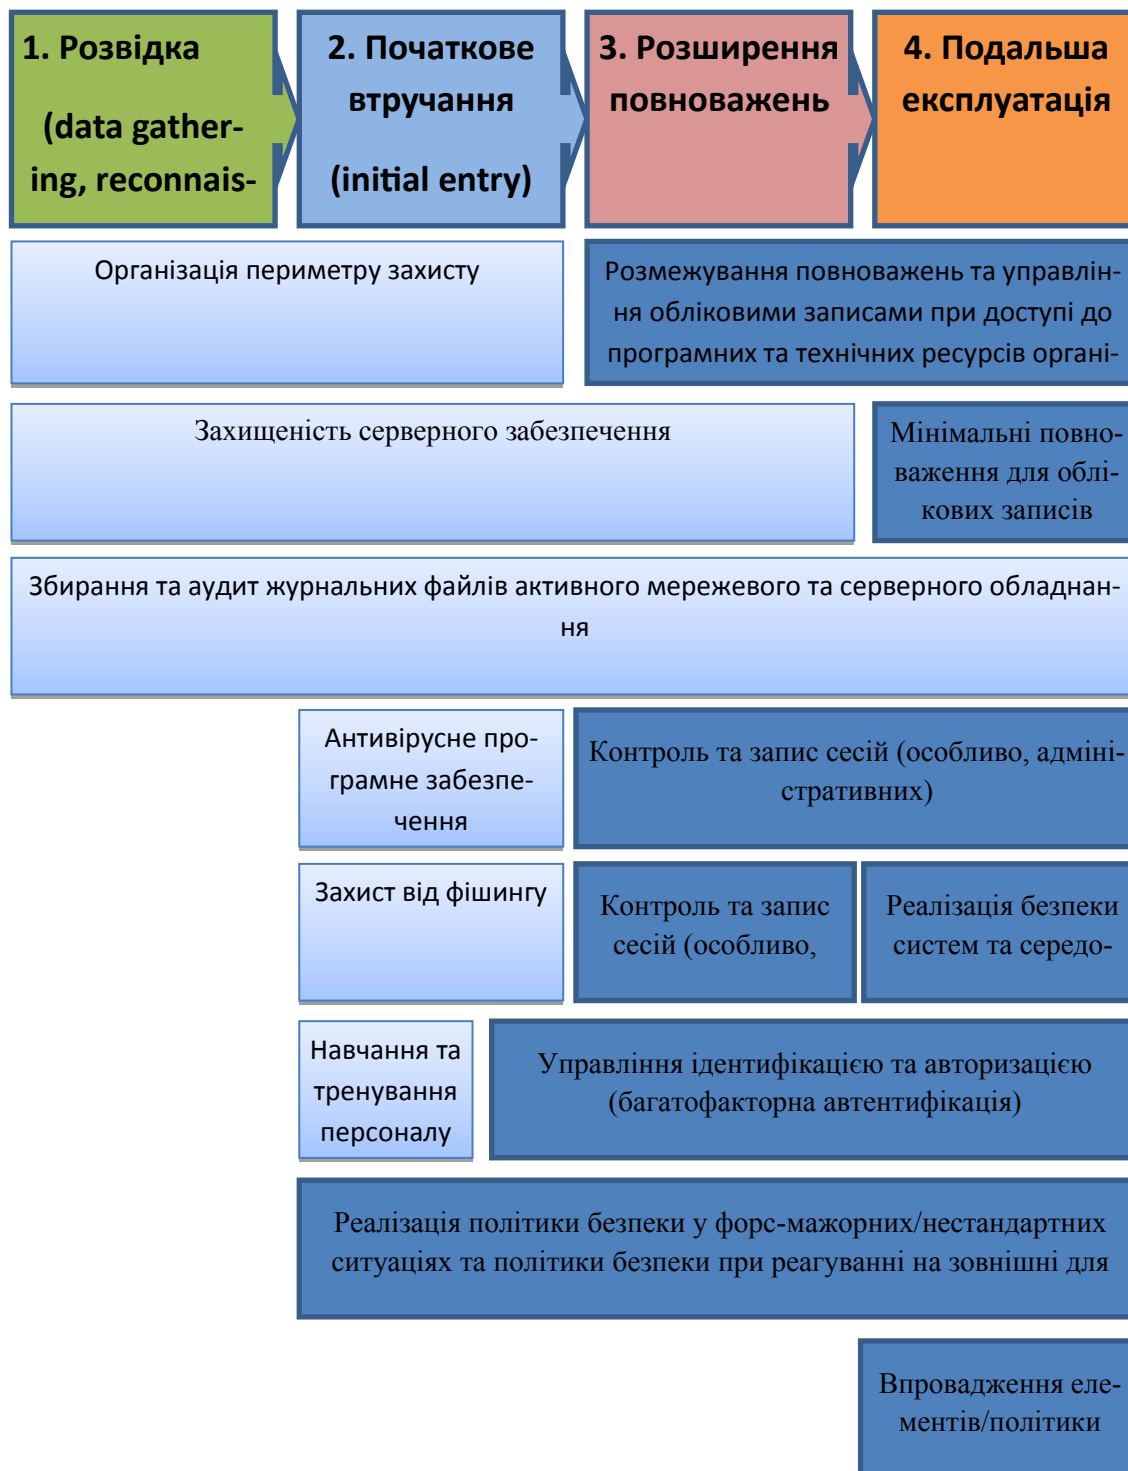 1. Розвідка
(data gather-
ing, reconnais-
2. Початкове
втручання
(initial entry)
3. Розширення
повноважень
4. Подальша
експлуатація
Організація периметру захисту
Розмежування повноважень та управлін-
ня обліковими записами при доступі до
програмних та технічних ресурсів органі-
Захищеність серверного забезпечення
Мінімальні повно-
важення для облі-
кових записів
Збирання та аудит журнальних файлів активного мережевого та серверного обладнан-
ня
Антивірусне про-
грамне забезпе-
чення
Контроль та запис сесій (особливо, адміні-
стративних)
Захист від фішингу
Контроль та запис
сесій (особливо,
Реалізація безпеки
систем та середо-
Навчання та
тренування
персоналу
Управління ідентифікацією та авторизацією
(багатофакторна автентифікація)
Реалізація політики безпеки у форс-мажорних/нестандартних
ситуаціях та політики безпеки при реагуванні на зовнішні для
Впровадження еле-
ментів/політики